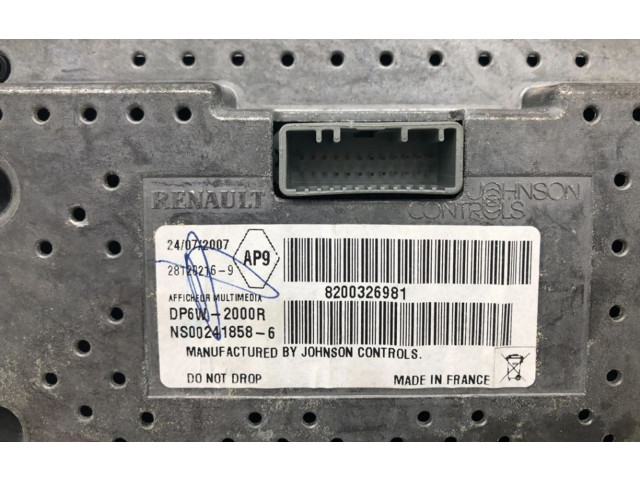 RENAULT
JOHNSON
CONTROLS
24/07/2007
AP9
28128216-9
8200326981
AFFICHEUR MULTIMEDIA
DP6W-2000R
NS00241858-6
MANUFACTURED BY JOHNSON CONTROLS.
DO NOT DROP
MADE IN FRANCE